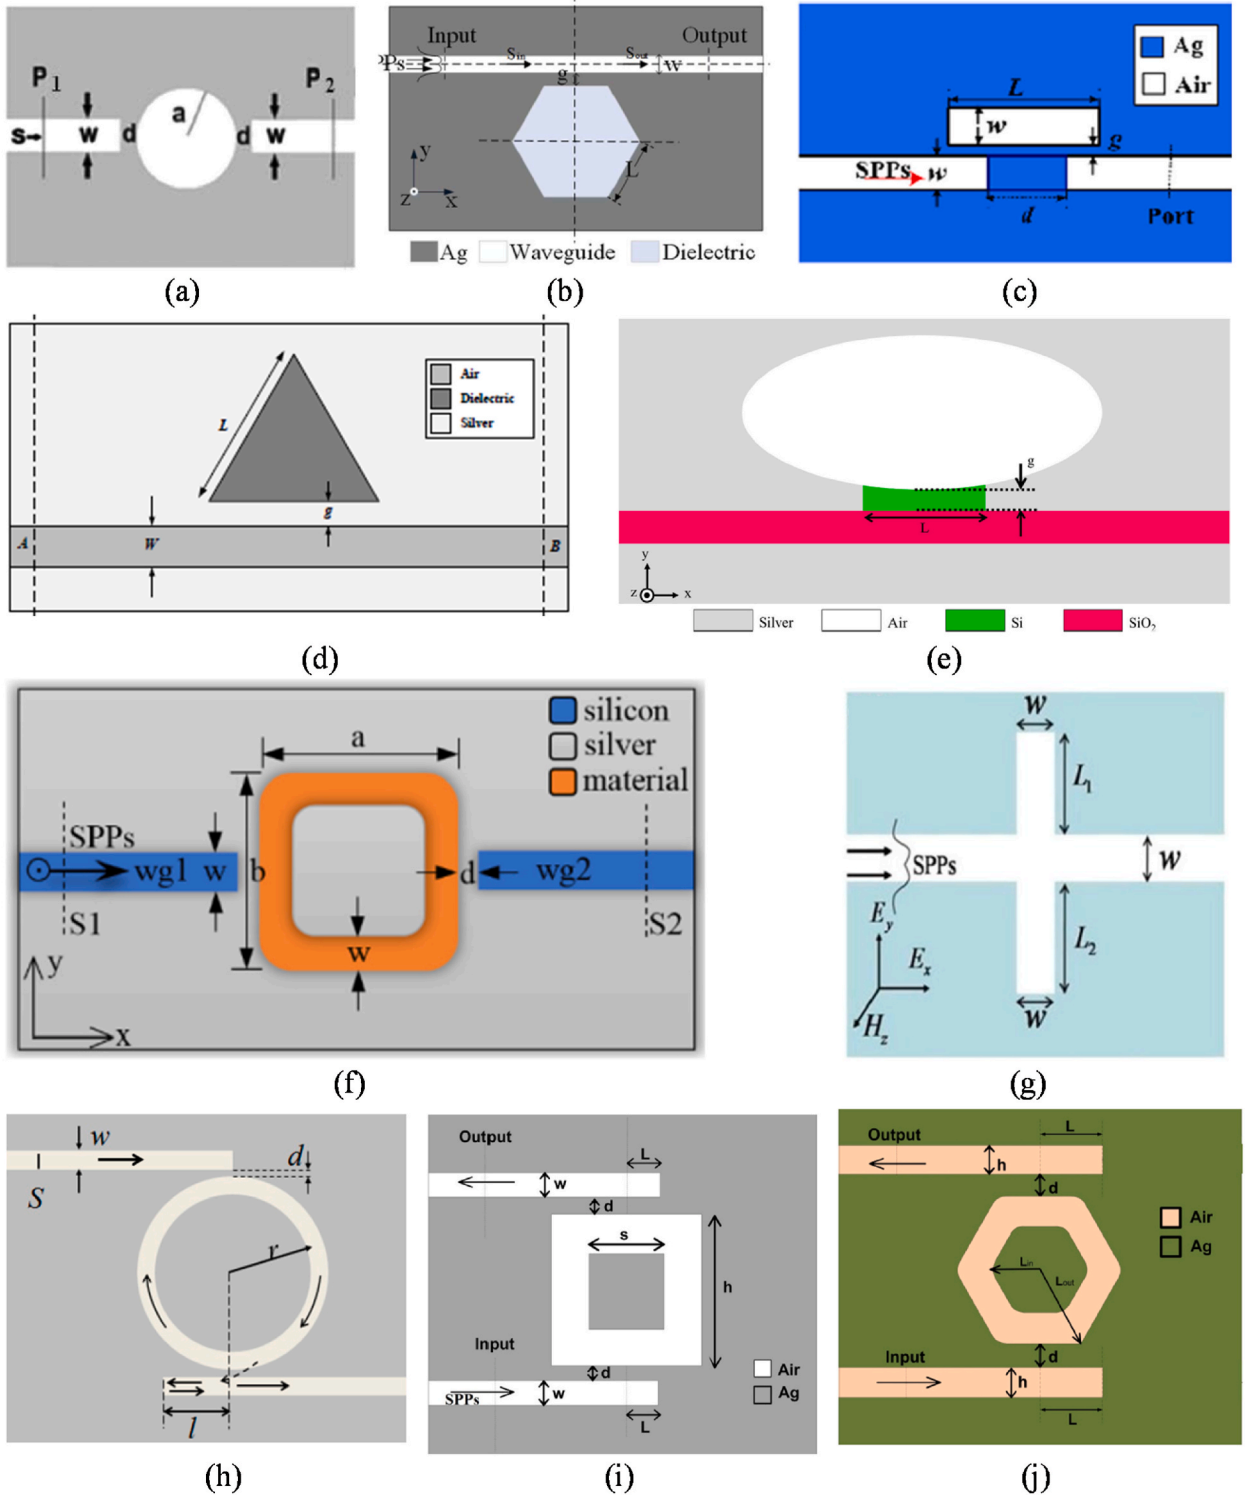 P1
P2
a
s
w
d
d
w
(a)
Input
Output
PPs
Sin
Sout
w
g
L
y
z
x
Ag
Waveguide
Dielectric
(b)
Ag
Air
L
w
g
SPPs
w
d
Port
(c)
Air
Dielectric
Silver
L
g
A
W
B
(d)
g
L
y
z
x
Silver
Air
Si
SiO2
(e)
silicon
silver
material
a
SPPs
wg1
w
b
d
wg2
S1
S2
w
y
x
(f)
w
L1
SPPs
w
Ey
Ex
L2
Hz
w
(g)
w
d
S
r
l
(h)
Output
L
w
d
s
h
Input
d
Air
SPPs
w
Ag
L
(i)
Output
L
h
d
Air
Ag
Lin
Lout
Input
d
h
L
(j)